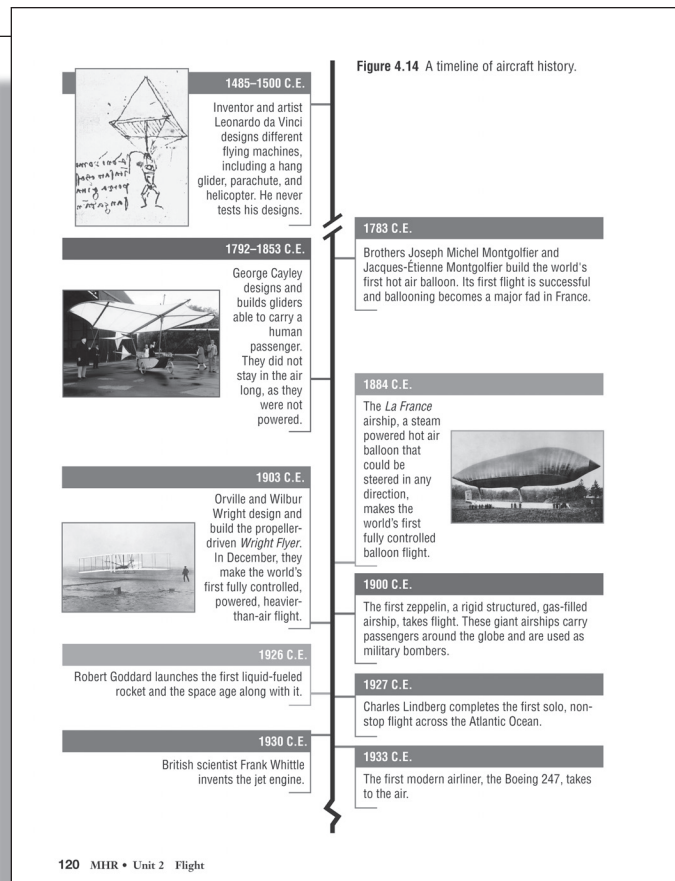 Figure 4.14 A timeline of aircraft history.
1485–1500 C.E.
Inventor and artist
Leonardo da Vinci
designs different
flying machines,
including a hang
glider, parachute, and
helicopter. He never
tests his designs.
1783 C.E.
Brothers Joseph Michel Montgolfier and
Jacques-Étienne Montgolfier build the world's
first hot air balloon. Its first flight is successful
and ballooning becomes a major fad in France.
1792–1853 C.E.
George Cayley
designs and
builds gliders
able to carry a
human
passenger.
They did not
stay in the air
long, as they
were not
powered.
1884 C.E.
The La France
airship, a steam
powered hot air
balloon that
could be
steered in any
direction,
makes the
world's first
fully controlled
balloon flight.
1900 C.E.
The first zeppelin, a rigid structured, gas-filled
airship, takes flight. These giant airships carry
passengers around the globe and are used as
military bombers.
1903 C.E.
Orville and Wilbur
Wright design and
build the propeller-
driven Wright Flyer.
In December, they
make the world's
first fully controlled,
powered, heavier-
than-air flight.
1926 C.E.
Robert Goddard launches the first liquid-fueled
rocket and the space age along with it.
1927 C.E.
Charles Lindberg completes the first solo, non-
stop flight across the Atlantic Ocean.
1930 C.E.
British scientist Frank Whittle
invents the jet engine.
1933 C.E.
The first modern airliner, the Boeing 247, takes
to the air.
120 MHR • Unit 2 Flight